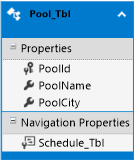 Pool_Tbl
Properties
PoolId
PoolName
PoolCity
Navigation Properties
Schedule_Tbl